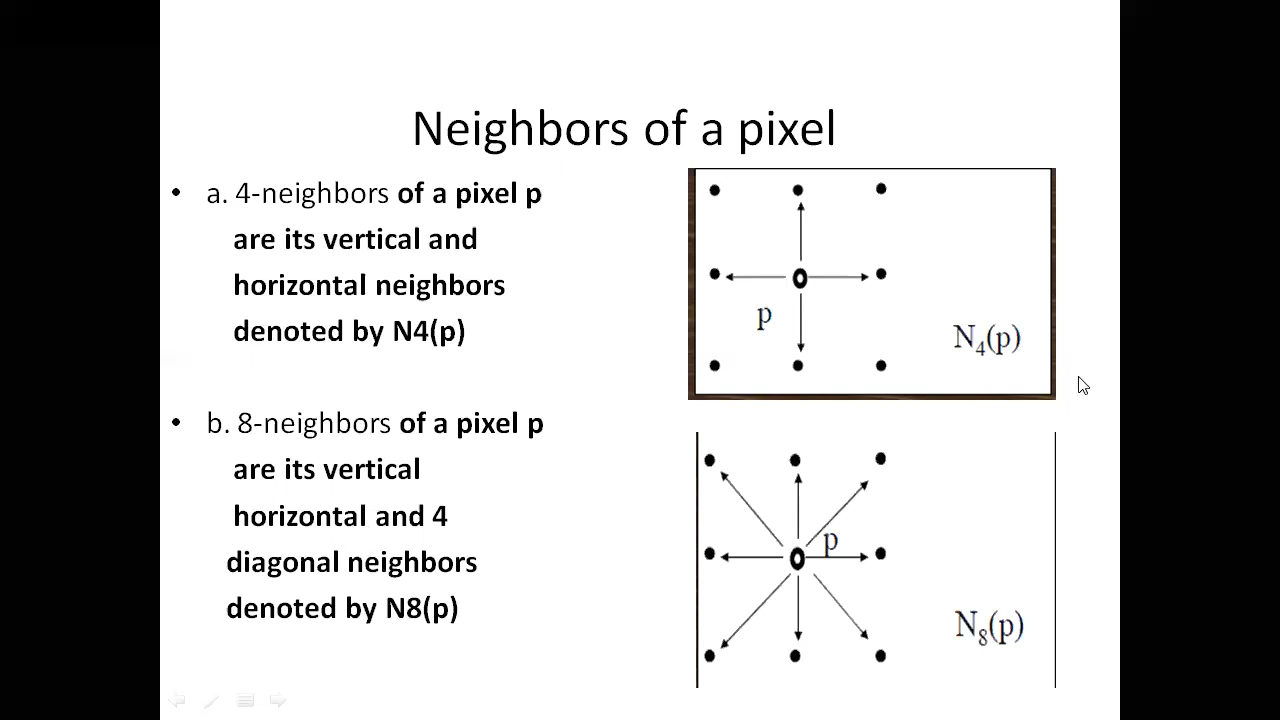 Neighbors of a pixel
• a. 4-neighbors of a pixel p
are its vertical and
horizontal neighbors
denoted by N4(p)
p
N₄(p)
• b. 8-neighbors of a pixel p
are its vertical
horizontal and 4
diagonal neighbors
denoted by N8(p)
p
N₈(p)